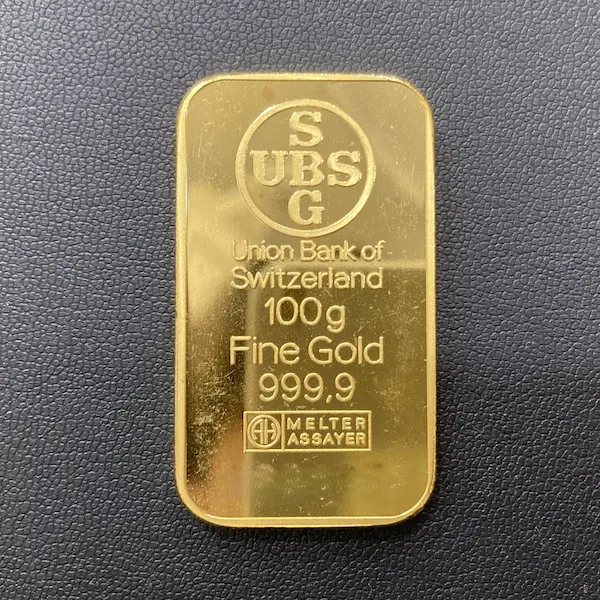 S
UBS
G
Union Bank of
Switzerland
100g
Fine Gold
999,9
AH MELTER
ASSAYER